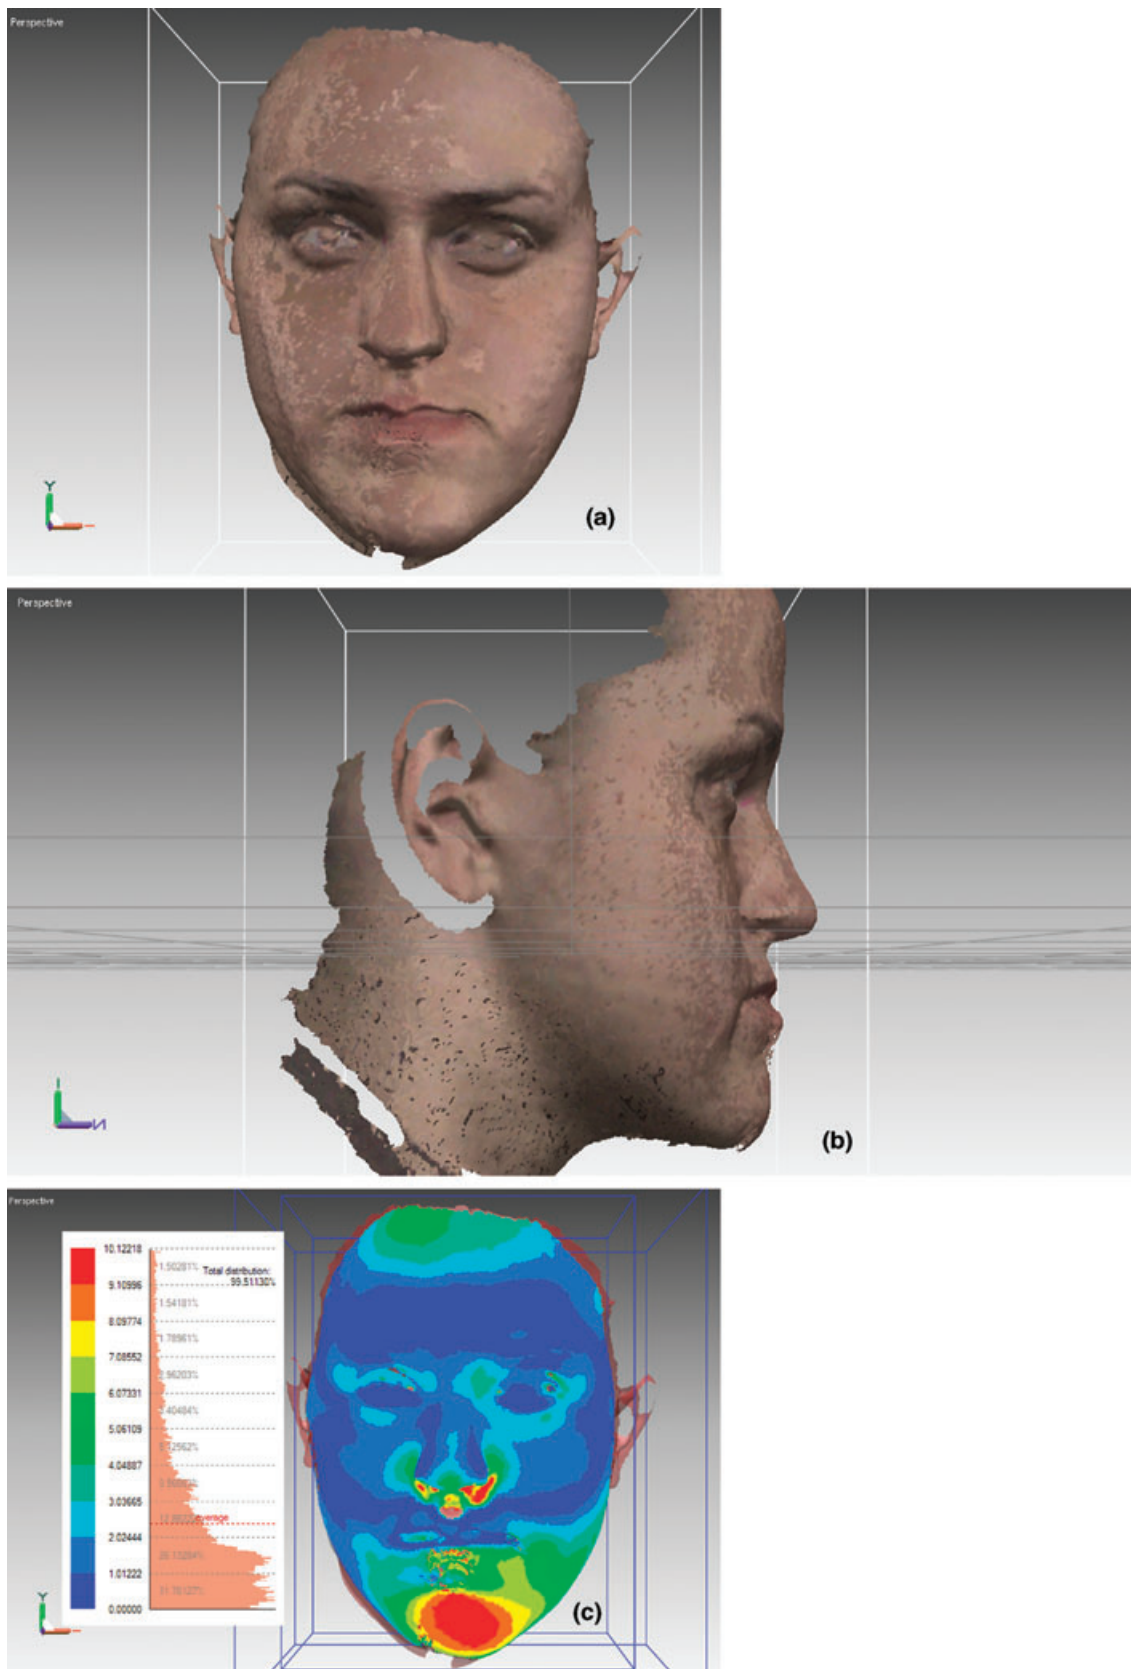 Perspective
Y
(a)
Perspective
(b)
Perspective
10.12218
9.10996
8.09774
7.08552
6.07331
5.06109
4.04887
3.03665
2.02444
1.01222
0.00000
Total distribution:
99.51130%
1.50281%
1.54181%
1.78961%
average
Y
(c)